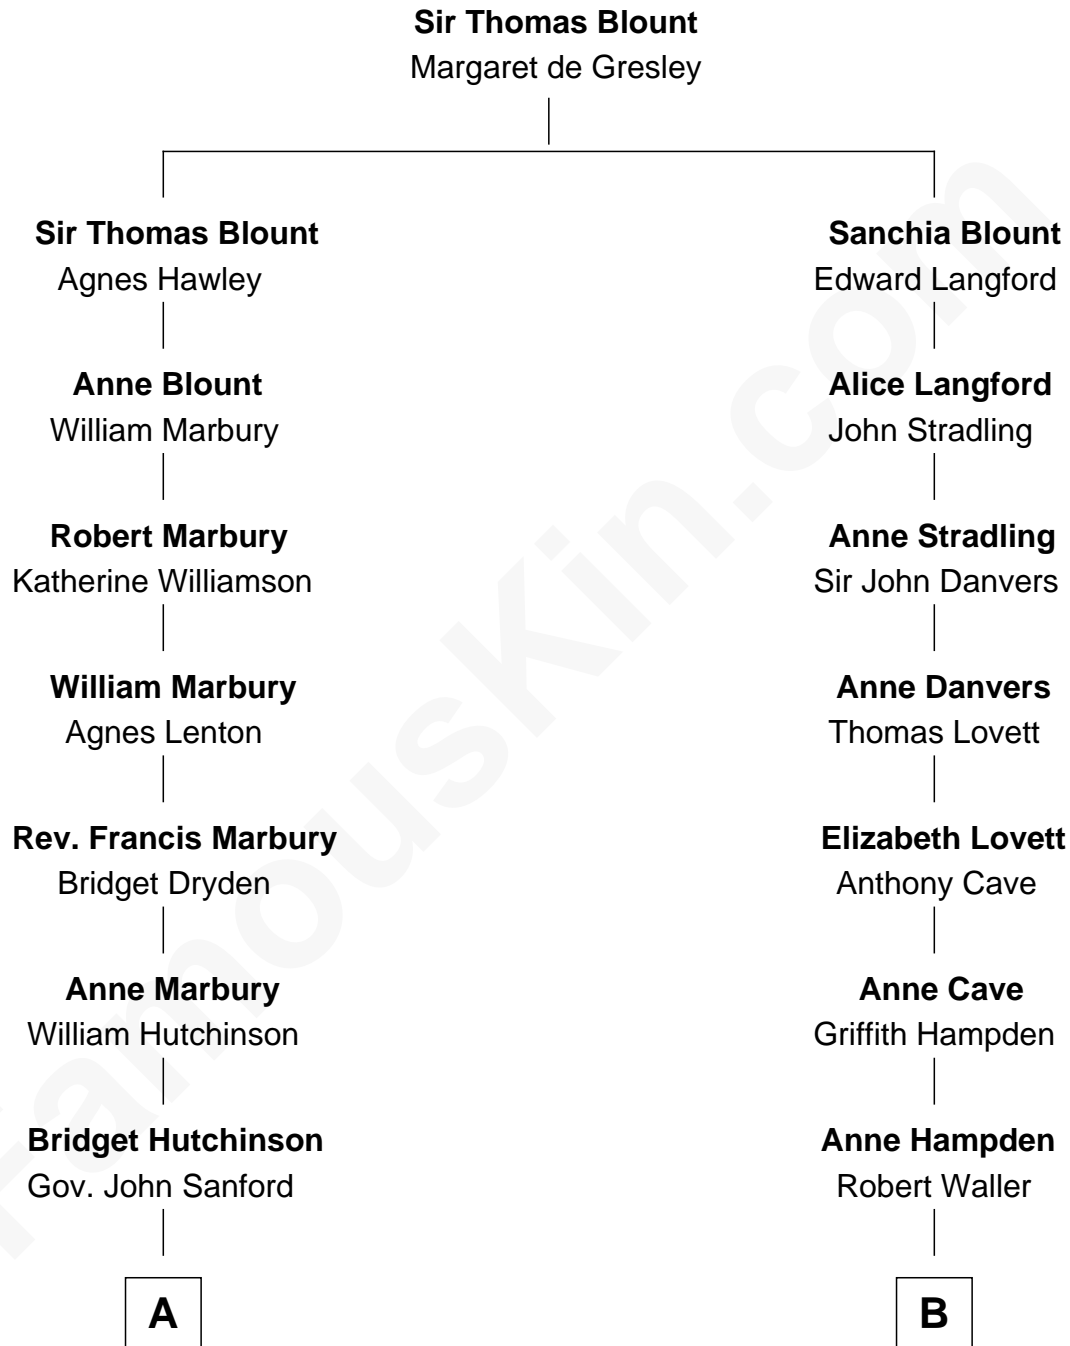 Sir Thomas Blount
Margaret de Gresley
Sir Thomas Blount
Agnes Hawley
Sanchia Blount
Edward Langford
Anne Blount
William Marbury
Alice Langford
John Stradling
Robert Marbury
Katherine Williamson
Anne Stradling
Sir John Danvers
William Marbury
Agnes Lenton
Anne Danvers
Thomas Lovett
Rev. Francis Marbury
Bridget Dryden
Elizabeth Lovett
Anthony Cave
Anne Marbury
William Hutchinson
Anne Cave
Griffith Hampden
Bridget Hutchinson
Gov. John Sanford
Anne Hampden
Robert Waller
A
B
FamousKin.com